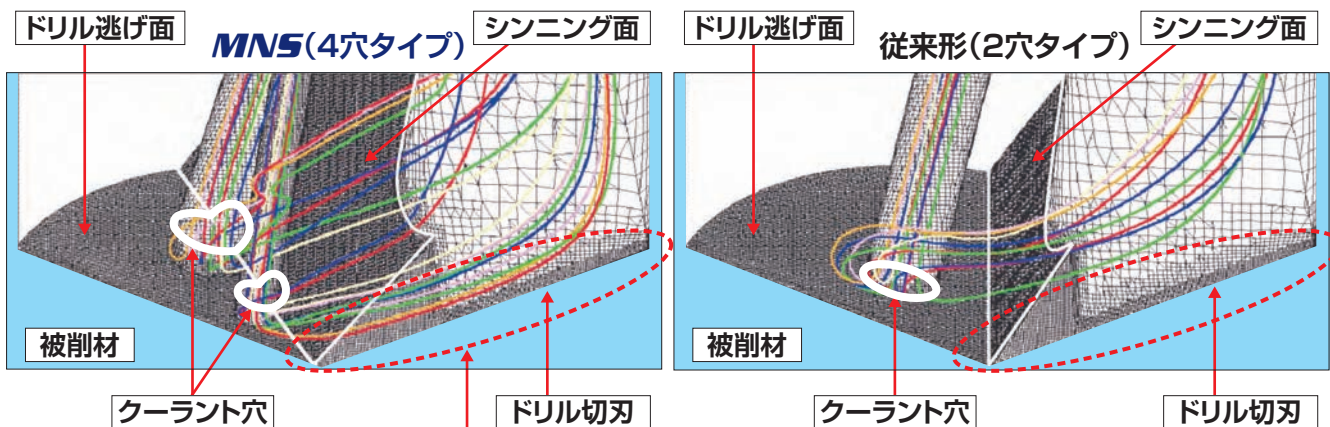 ドリル逃げ面
MNS(4穴タイプ)
シンニング面
被削材
クーラント穴
ドリル切刃
ドリル逃げ面
従来形(2穴タイプ)
シンニング面
被削材
クーラント穴
ドリル切刃